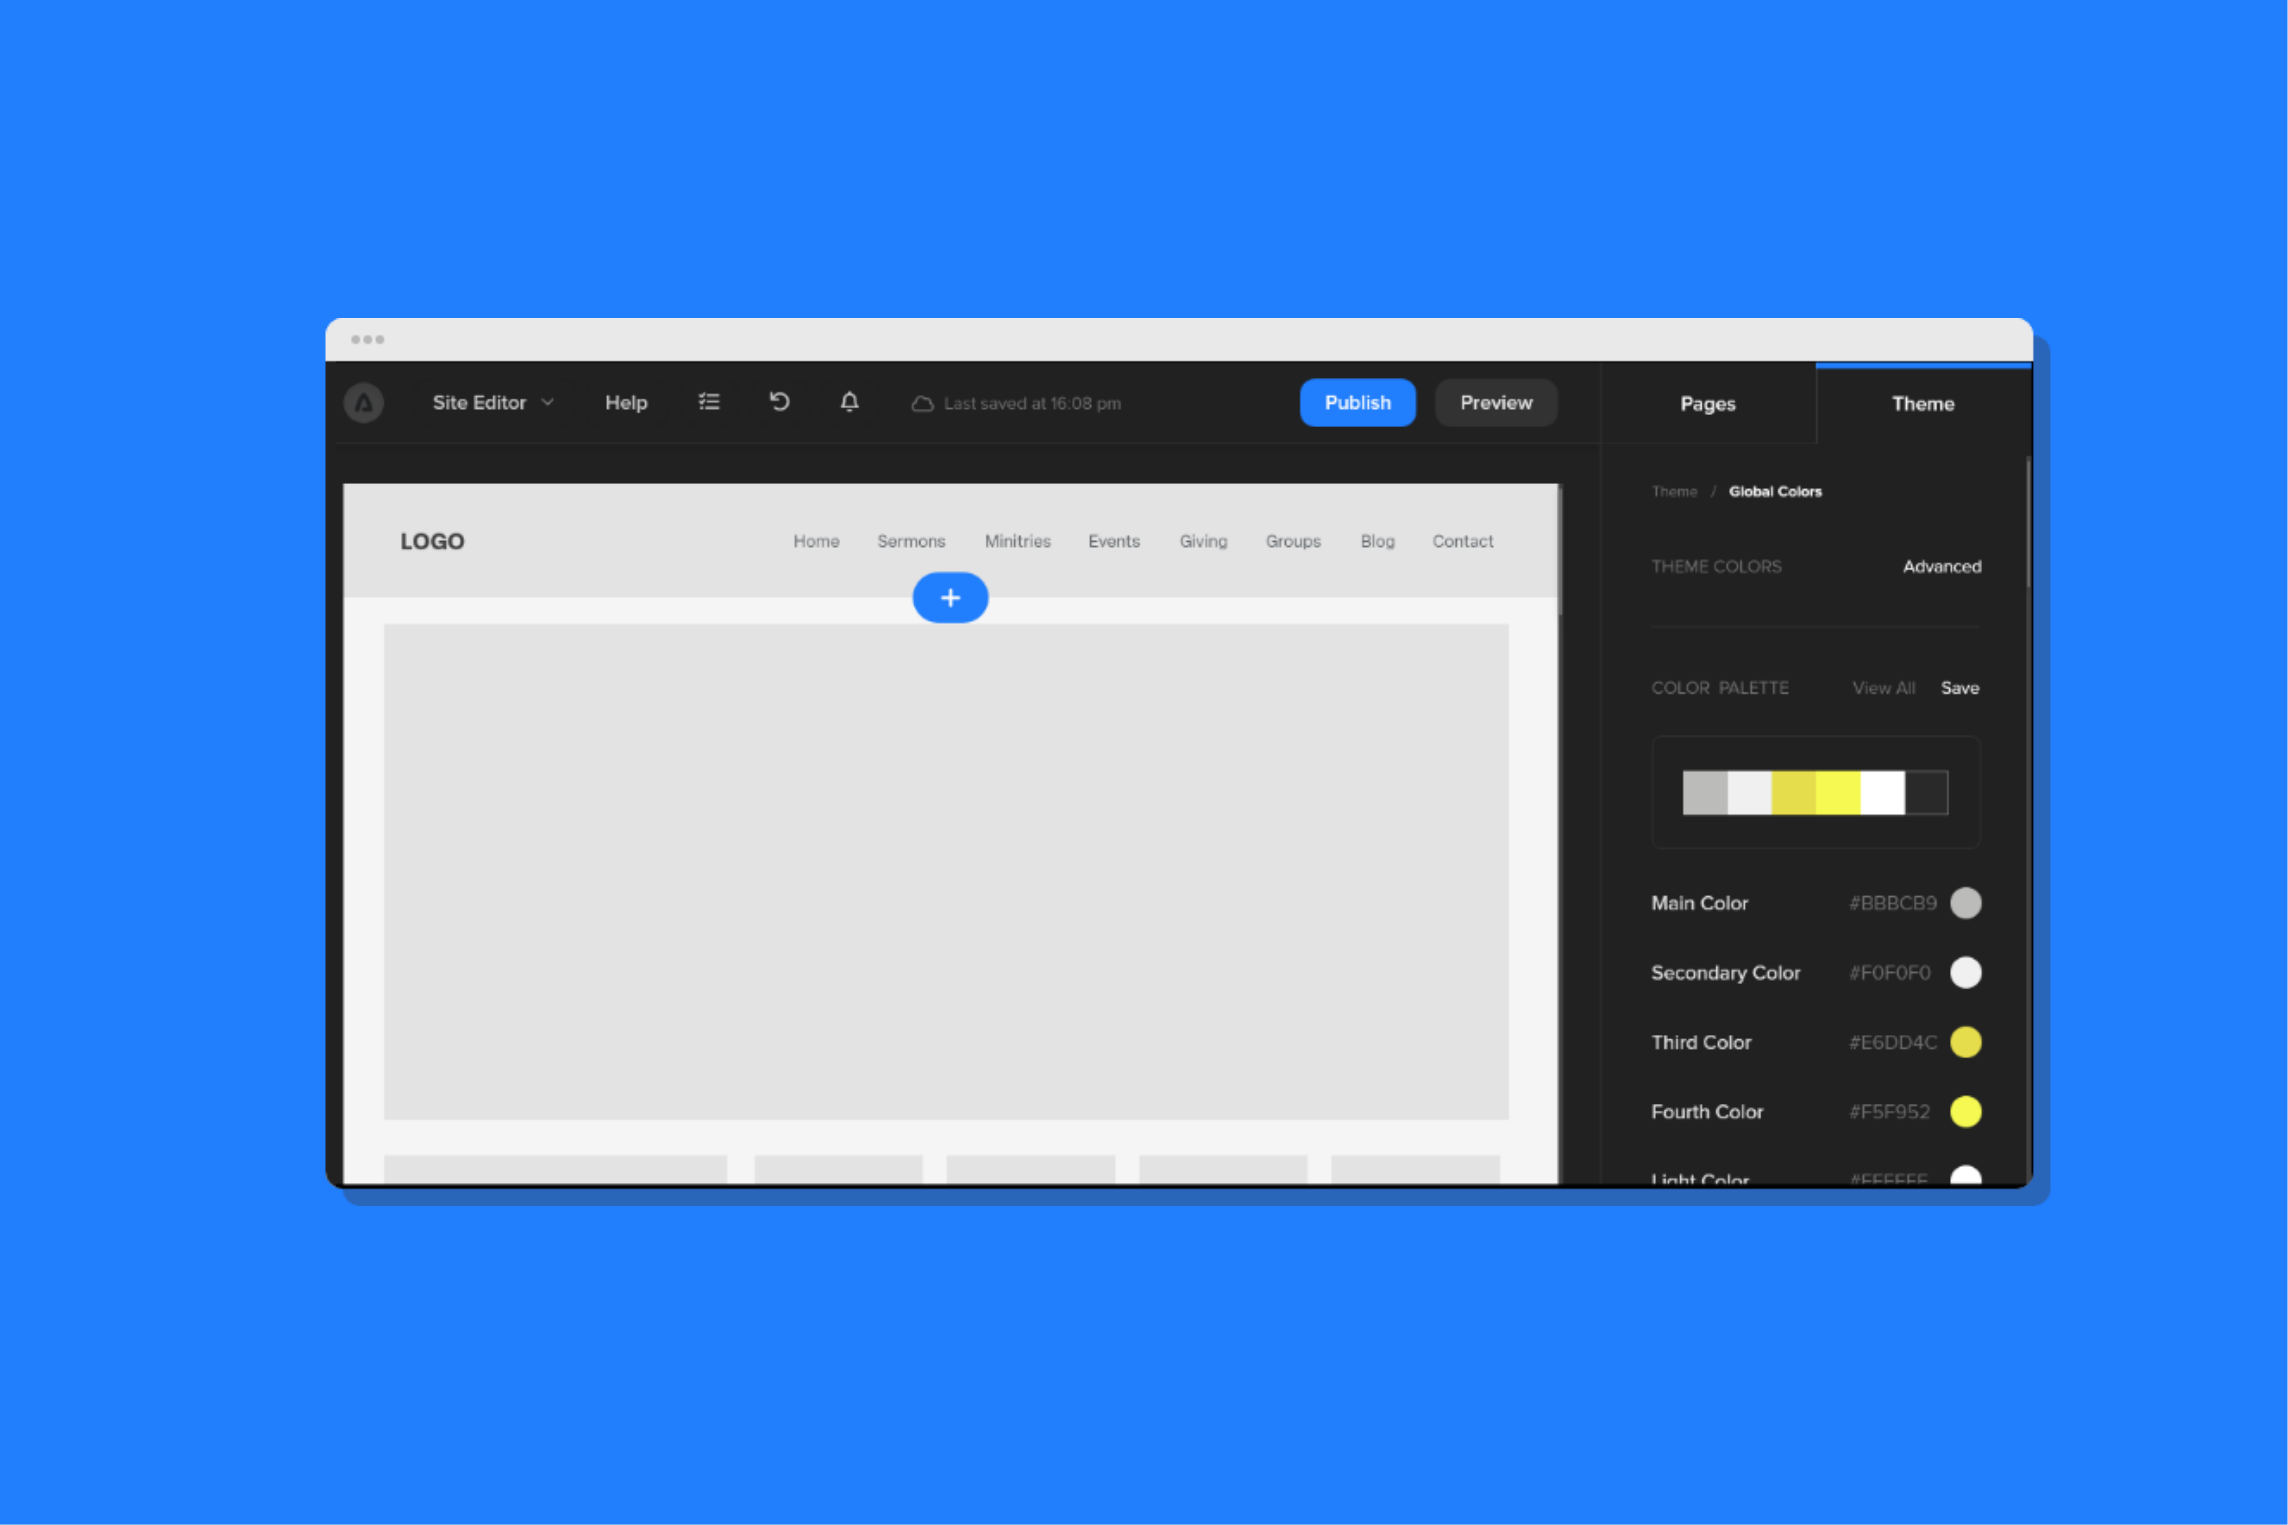 Site Editor Help Last saved at 16:08 pm Publish Preview Pages Theme
LOGO Home Sermons Minitries Events Giving Groups Blog Contact
Theme / Global Colors
THEME COLORS Advanced
COLOR PALETTE View All Save
Main Color #BBBCB9
Secondary Color #F0F0F0
Third Color #E6DD4C
Fourth Color #F5F952
Light Color #FFFFFF